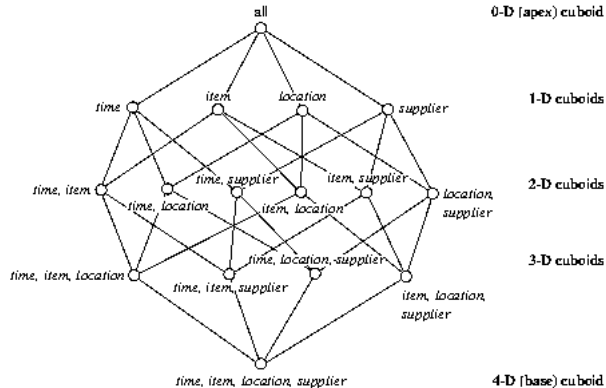 all
0-D (apex) cuboid
time
item
location
supplier
1-D cuboids
time, item
time, location
time, supplier
item, location
item, supplier
location,
supplier
2-D cuboids
time, item, location
time, item, supplier
time, location, supplier
item, location,
supplier
3-D cuboids
time, item, location, supplier
4-D (base) cuboid